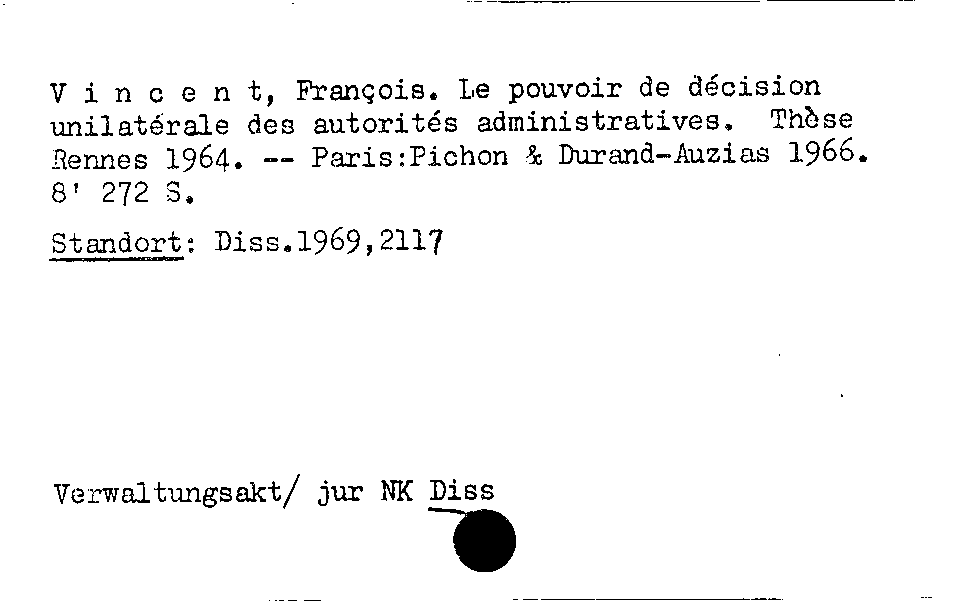 V i n c e n t, François. Le pouvoir de décision
unilatérale des autorités administratives. Thèse
Rennes 1964. -- Paris:Pichon & Durand-Auzias 1966.
8' 272 S.
Standort: Diss.1969,2117
Verwaltungsakt/ jur NK Diss